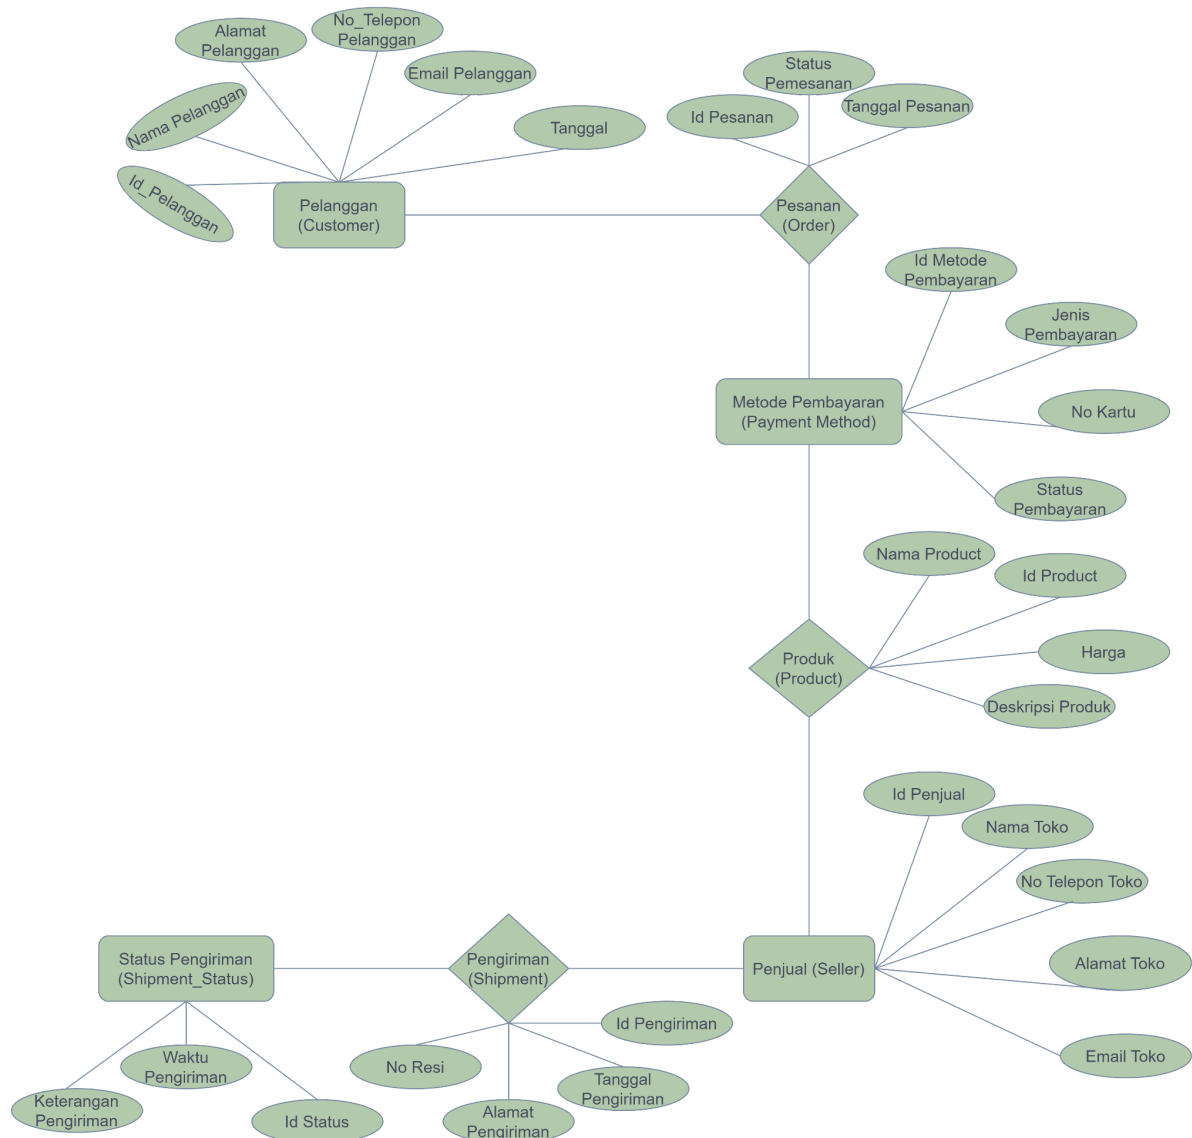 Alamat
Pelanggan
No_Telepon
Pelanggan
Email Pelanggan
Nama Pelanggan
Tanggal
Id_Pelanggan
Pelanggan
(Customer)
Status
Pemesanan
Id Pesanan
Tanggal Pesanan
Pesanan
(Order)
Id Metode
Pembayaran
Jenis
Pembayaran
Metode Pembayaran
(Payment Method)
No Kartu
Status
Pembayaran
Nama Product
Id Product
Produk
(Product)
Harga
Deskripsi Produk
Id Penjual
Nama Toko
No Telepon Toko
Alamat Toko
Penjual (Seller)
Email Toko
Pengiriman
(Shipment)
Status Pengiriman
(Shipment_Status)
Id Pengiriman
No Resi
Tanggal
Pengiriman
Alamat
Pengiriman
Waktu
Pengiriman
Keterangan
Pengiriman
Id Status